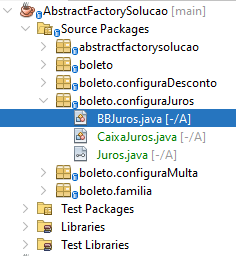 AbstractFactorySolucao [main]
Source Packages
abstractfactorysolucao
boleto
boleto.configuraDesconto
boleto.configuraJuros
BBJuros.java [-/A]
CaixaJuros.java [-/A]
Juros.java [-/A]
boleto.configuraMulta
boleto.familia
Test Packages
Libraries
Test Libraries